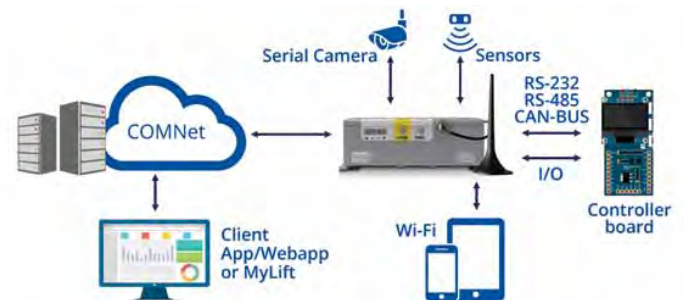 Serial Camera
Sensors
COMNet
RS-232
RS-485
CAN-BUS
I/O
Controller
board
Client
App/Webapp
or MyLift
Wi-Fi